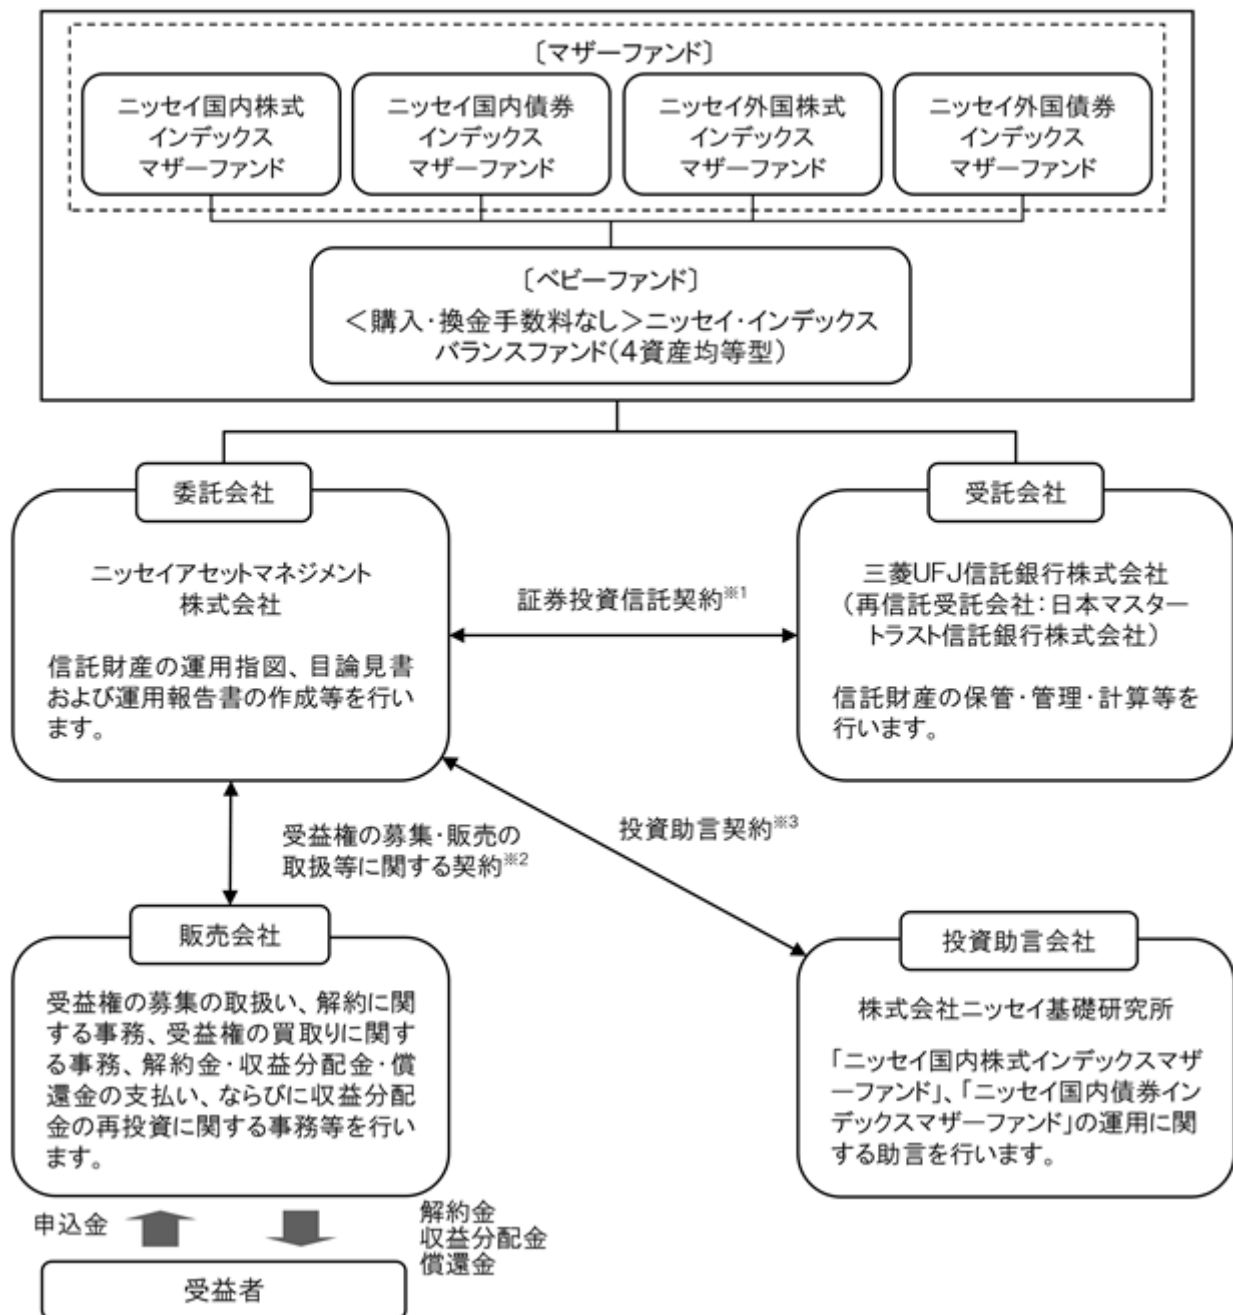 〔マザーファンド〕
ニッセイ国内株式
インデックス
マザーファンド
ニッセイ国内債券
インデックス
マザーファンド
ニッセイ外国株式
インデックス
マザーファンド
ニッセイ外国債券
インデックス
マザーファンド
〔ベビーファンド〕
＜購入・換金手数料なし＞ニッセイ・インデックス
バランスファンド（４資産均等型）
委託会社
ニッセイアセットマネジメント
株式会社
信託財産の運用指図、目論見書
および運用報告書の作成等を行い
ます。
証券投資信託契約※1
受託会社
三菱UFJ信託銀行株式会社
（再信託受託会社：日本マスター
トラスト信託銀行株式会社）
信託財産の保管・管理・計算等を
行います。
受益権の募集・販売の
取扱等に関する契約※2
投資助言契約※3
販売会社
受益権の募集の取扱い、解約に関
する事務、受益権の買取りに関す
る事務、解約金・収益分配金・償
還金の支払い、ならびに収益分配
金の再投資に関する事務等を行い
ます。
投資助言会社
株式会社ニッセイ基礎研究所
「ニッセイ国内株式インデックスマザ
ーファンド」、「ニッセイ国内債券イン
デックスマザーファンド」の運用に関
する助言を行います。
申込金
解約金
収益分配金
償還金
受益者